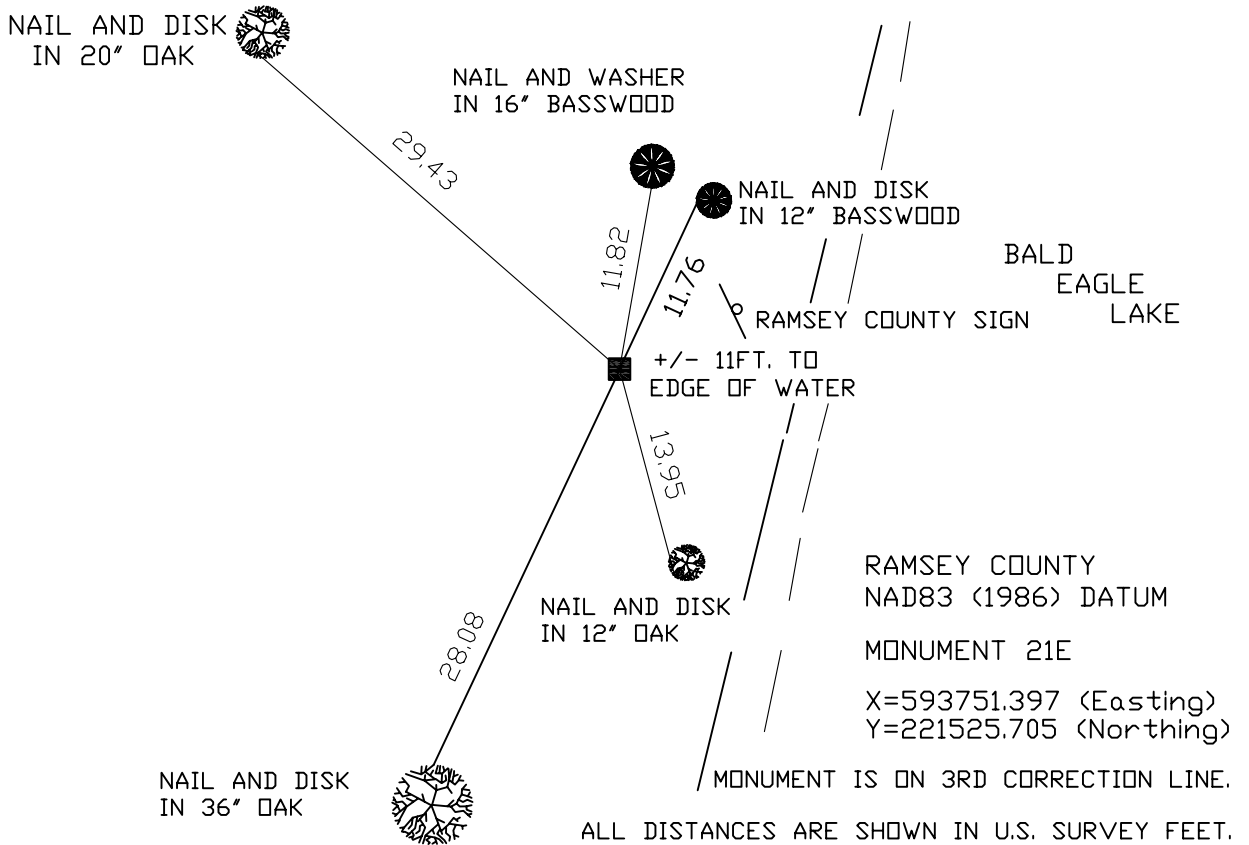 NAIL AND DISK
IN 20" OAK
NAIL AND WASHER
IN 16" BASSWOOD
29.43
NAIL AND DISK
IN 12" BASSWOOD
11.82
11.76
BALD
EAGLE
LAKE
RAMSEY COUNTY SIGN
+/- 11FT. TO
EDGE OF WATER
13.95
NAIL AND DISK
IN 12" OAK
28.08
RAMSEY COUNTY
NAD83 (1986) DATUM
MONUMENT 21E
X=593751.397 (Easting)
Y=221525.705 (Northing)
NAIL AND DISK
IN 36" OAK
MONUMENT IS ON 3RD CORRECTION LINE.
ALL DISTANCES ARE SHOWN IN U.S. SURVEY FEET.